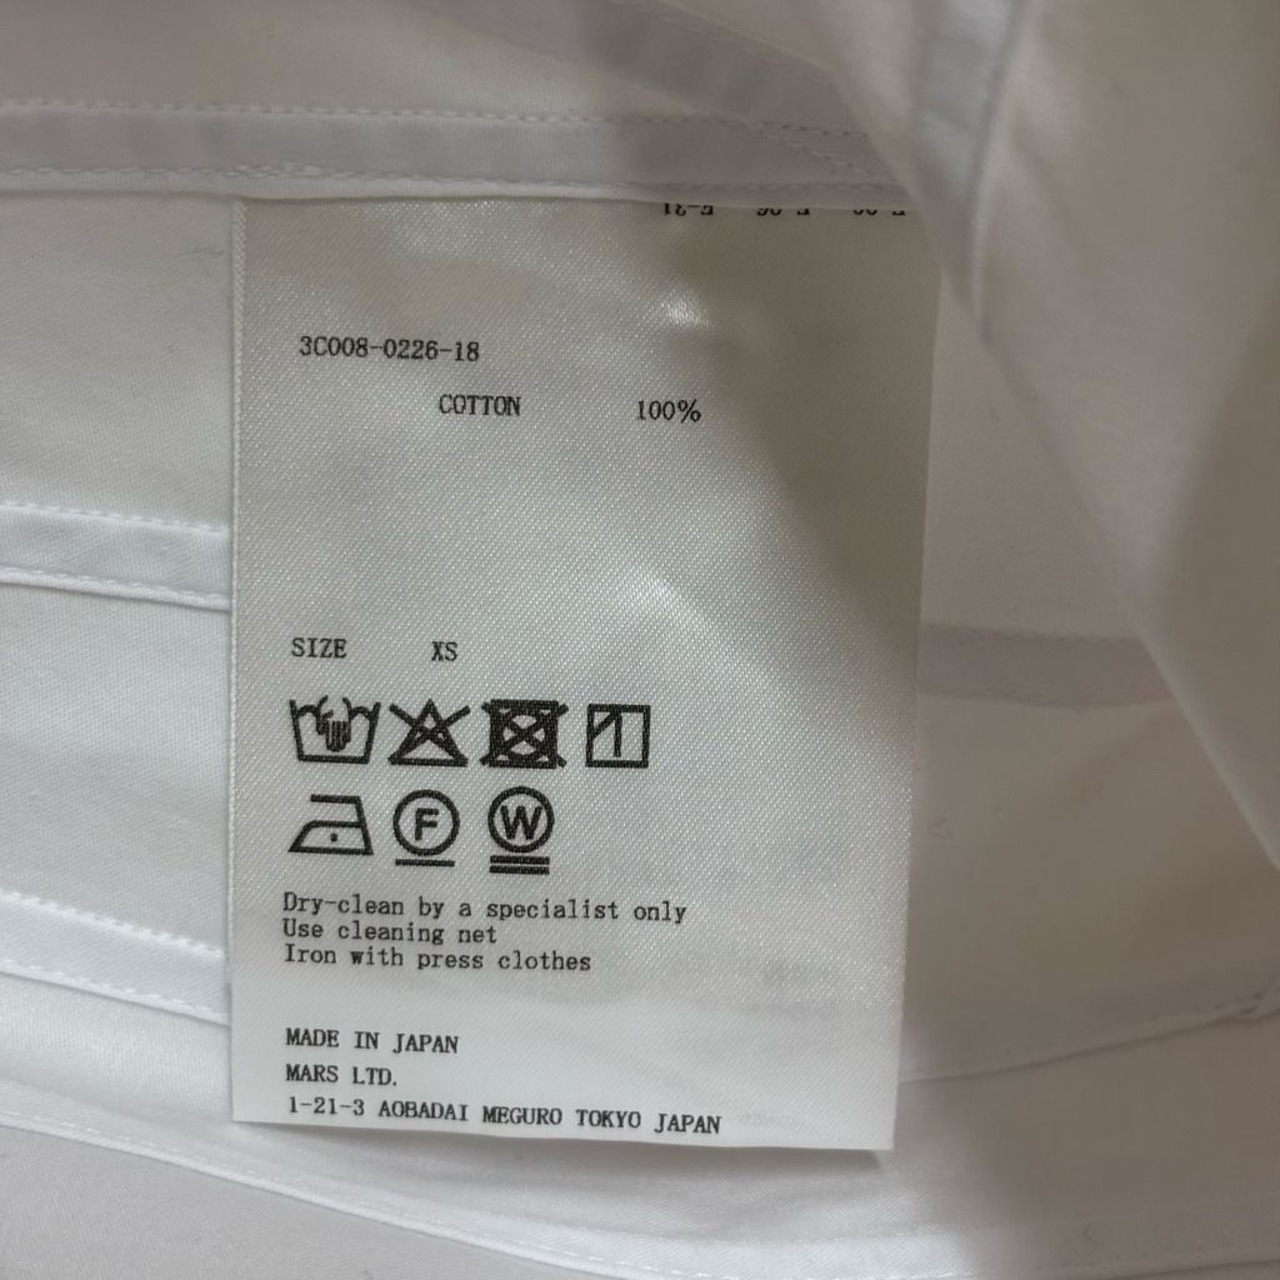 3C008-0226-18
COTTON 100%
SIZE XS
F
W
Dry-clean by a specialist only
Use cleaning net
Iron with press clothes
MADE IN JAPAN
MARS LTD.
1-21-3 AOBADAI MEGURO TOKYO JAPAN